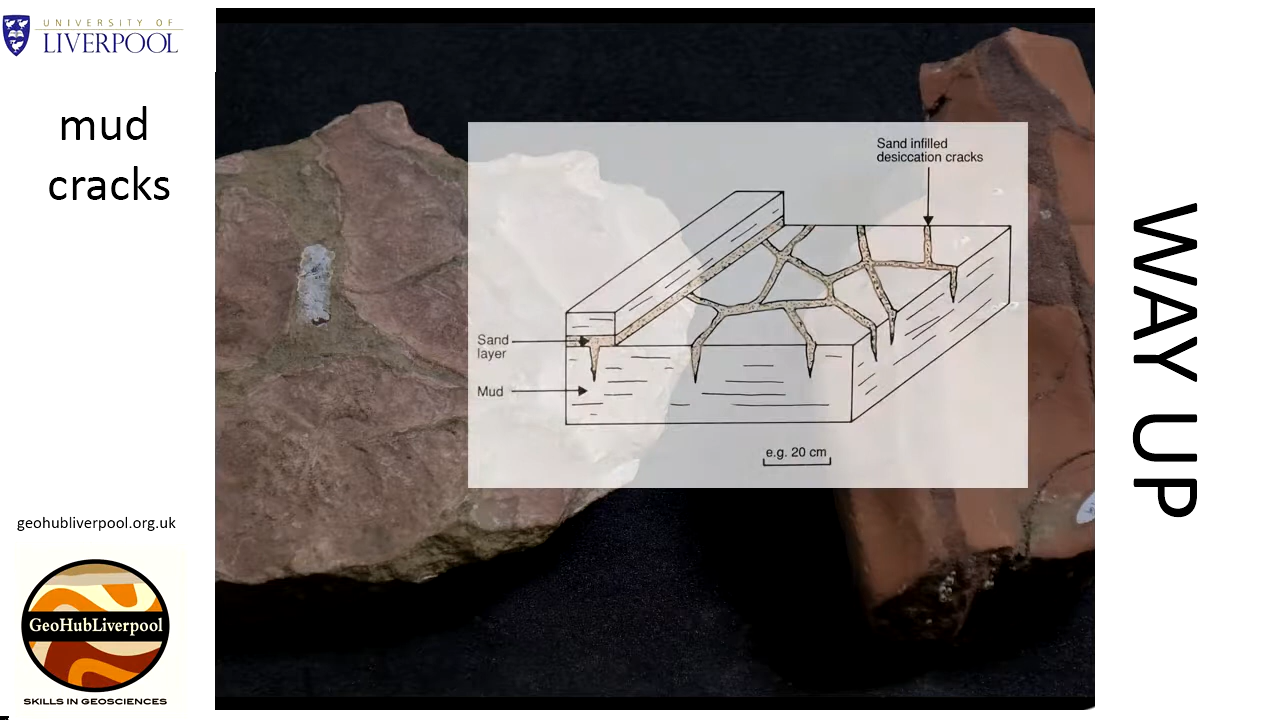 UNIVERSITY OF
LIVERPOOL
mud
cracks
Sand infilled
desiccation cracks
Sand
layer
Mud
e.g. 20 cm
WAY UP
geohubliverpool.org.uk
GeoHubLiverpool
SKILLS IN GEOSCIENCES